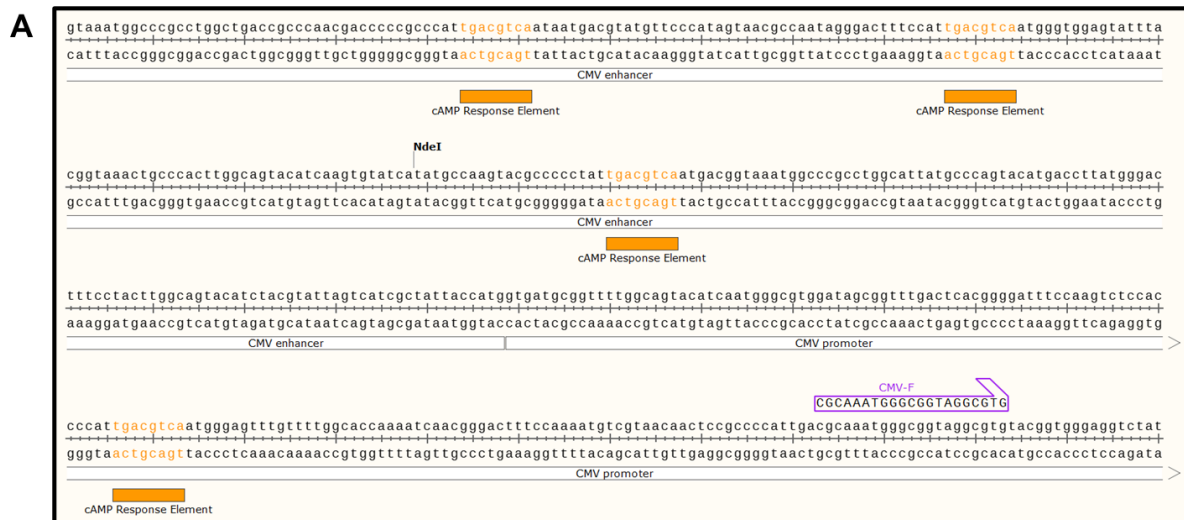 A
gtaaatggcccgcctggctgaccgcccaacgacccccgcccattgacgtcaataatgacgtatgttcccatagtaacgccaatagggactttccattgacgtcaatgggtggagtattta
catttaccgggcggaccgactggcgggttgctgggggcgggtaactgcagttattactgcatacaagggtatcattgcggttatccctgaaaggtaactgcagttacccacctcataaat
CMV enhancer
cAMP Response Element cAMP Response Element
NdeI
cggtaaactgcccacttggcagtacatcaagtgtatcatatgccaagtacgccccctattgacgtcaatgacggtaaatggcccgcctggcattatgcccagtacatgaccttatgggac
gccatttgacgggtgaaccgtcatgtagttcacatagtatacggttcatgcgggggataactgcagttactgccatttaccgggcggaccgtaatacgggtcatgtactggaataccctg
CMV enhancer
cAMP Response Element
tttcctacttggcagtacatctacgtattagtcatcgctattaccatggtgatgcggttttggcagtacatcaatgggcgtggatagcggtttgactcacggggatttccaagtctccac
aaaggatgaaccgtcatgtagatgcataatcagtagcgataatggtaccactacgccaaaaccgtcatgtagttacccgcacctatcgccaaactgagtgcccctaaaggttcagaggtg
CMV enhancer CMV promoter
CMV-F
CGCAAATGGGCGGTAGGCGTG
cccattgacgtcaatgggagtttgttttggcaccaaaatcaacgggactttccaaaatgtcgtaacaactccgccccattgacgcaaatgggcggtaggcgtgtacggtgggaggtctat
gggtaactgcagttaccctcaaacaaaaccgtggttttagttgccctgaaaggttttacagcattgttgaggcggggtaactgcgtttacccgccatccgcacatgccaccctccagata
CMV promoter
cAMP Response Element